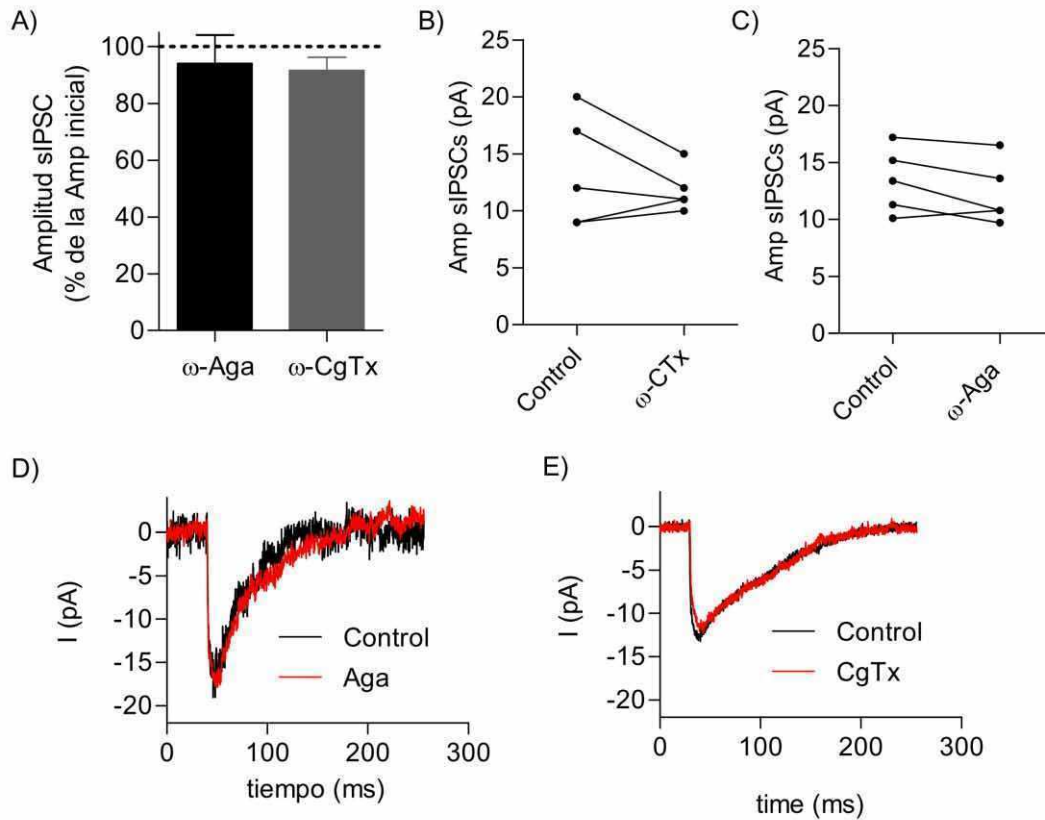 A)
Amplitud sIPSC
(% de la Amp inicial)
100
80
60
40
20
0
ω-Aga
ω-CgTx
B)
Amp sIPSCs (pA)
25
20
15
10
5
0
Control
ω-CTx
C)
Amp sIPSCs (pA)
25
20
15
10
5
0
Control
ω-Aga
D)
I (pA)
0
-5
-10
-15
-20
Control
Aga
0
100
200
300
tiempo (ms)
E)
I (pA)
0
-5
-10
-15
-20
Control
CgTx
0
100
200
300
time (ms)